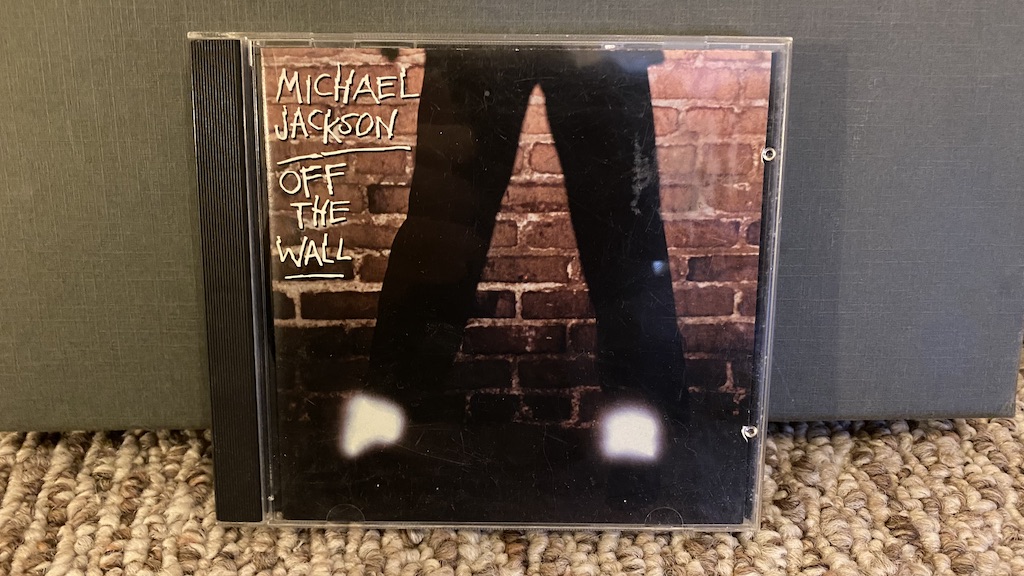 MICHAEL
JACKSON
OFF
THE
WALL